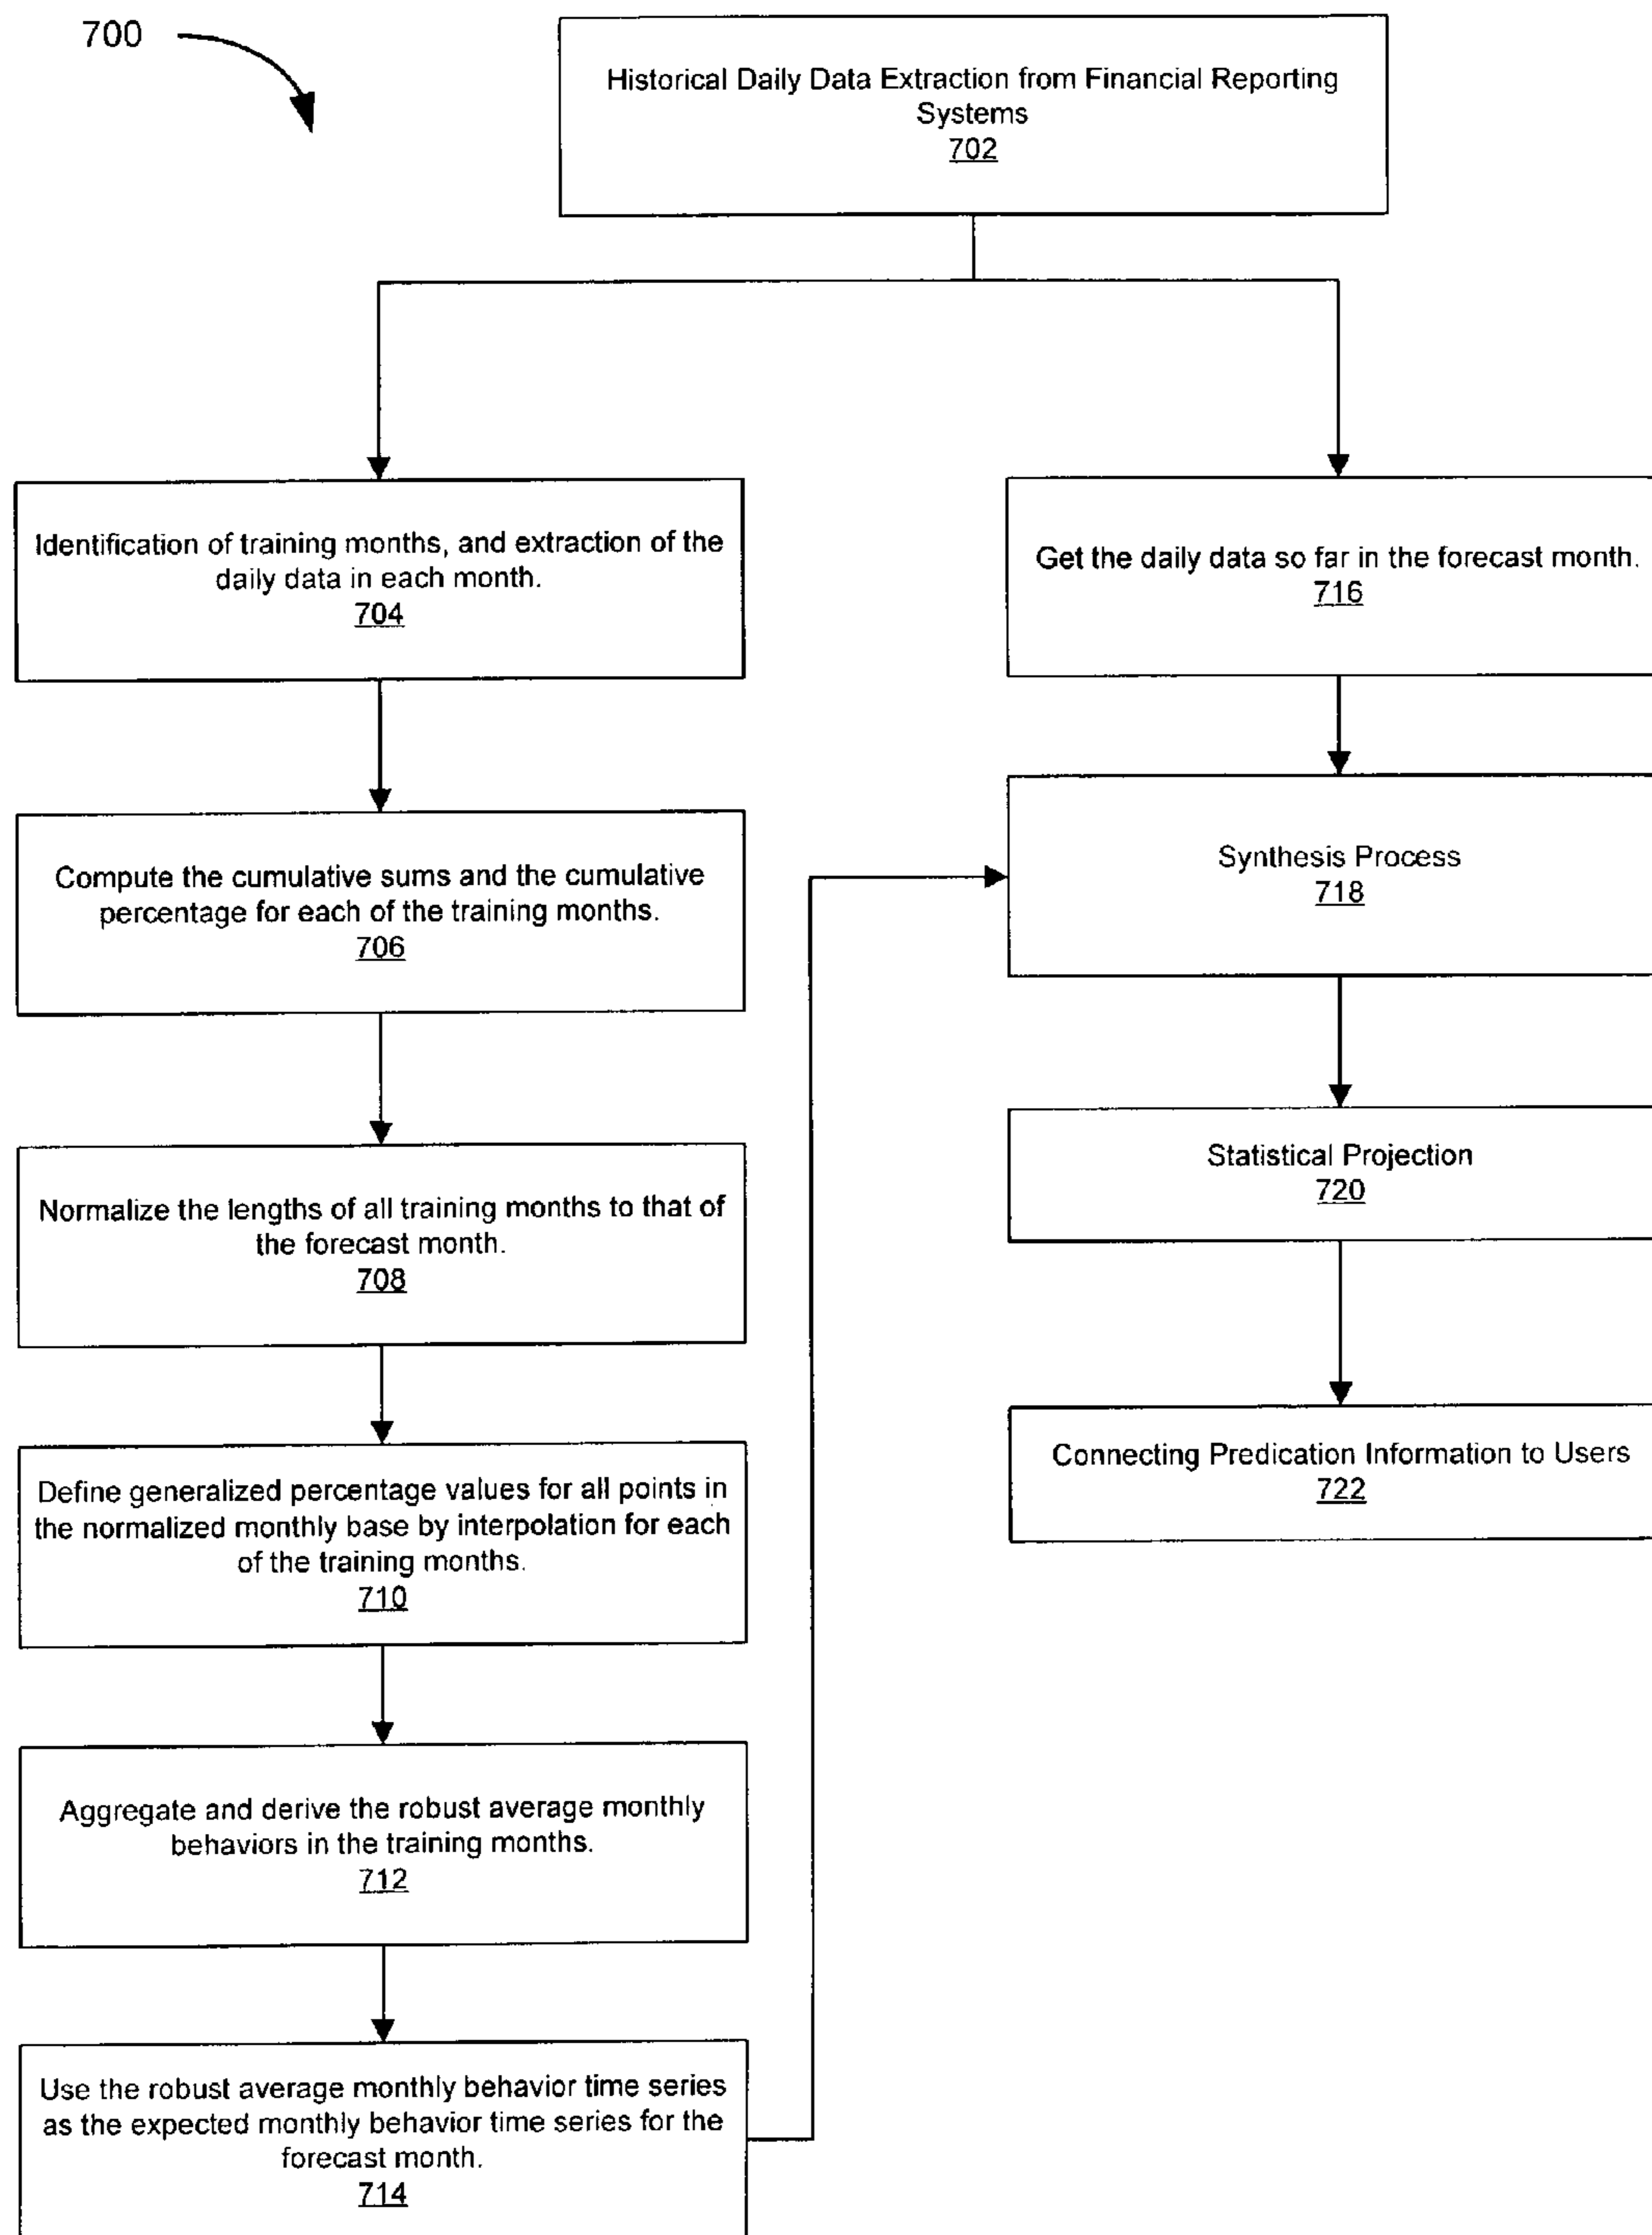 700
Historical Daily Data Extraction from Financial Reporting
Systems
702
Identification of training months, and extraction of the
daily data in each month.
704
Compute the cumulative sums and the cumulative
percentage for each of the training months.
706
Normalize the lengths of all training months to that of
the forecast month.
708
Define generalized percentage values for all points in
the normalized monthly base by interpolation for each
of the training months.
710
Aggregate and derive the robust average monthly
behaviors in the training months.
712
Use the robust average monthly behavior time series
as the expected monthly behavior time series for the
forecast month.
714
Get the daily data so far in the forecast month.
716
Synthesis Process
718
Statistical Projection
720
Connecting Predication Information to Users
722